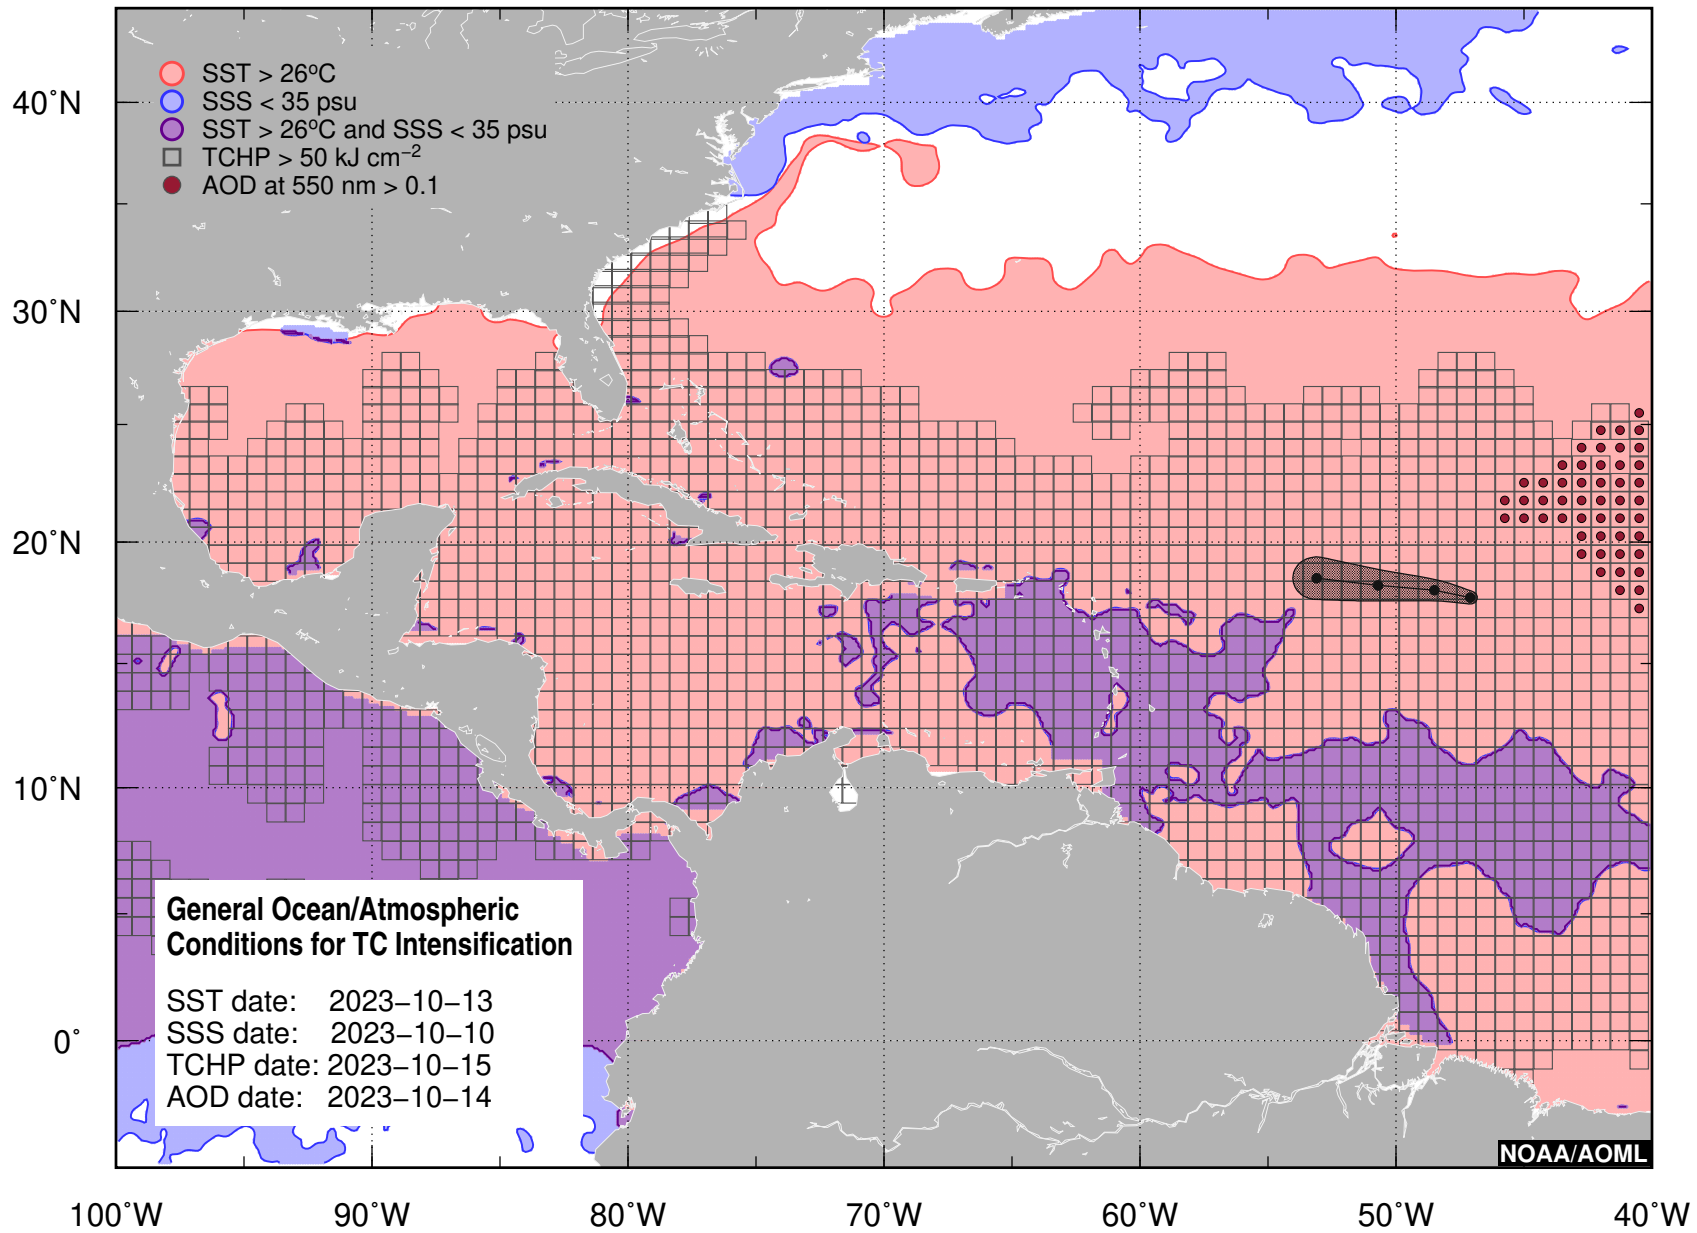 SST > 26°C
SSS < 35 psu
SST > 26°C and SSS < 35 psu
TCHP > 50 kJ cm⁻²
AOD at 550 nm > 0.1
40˚N
30˚N
20˚N
10˚N
0˚
General Ocean/Atmospheric
Conditions for TC Intensification
SST date: 2023−10−13
SSS date: 2023−10−10
TCHP date: 2023−10−15
AOD date: 2023−10−14
NOAA/AOML
100˚W 90˚W 80˚W 70˚W 60˚W 50˚W 40˚W